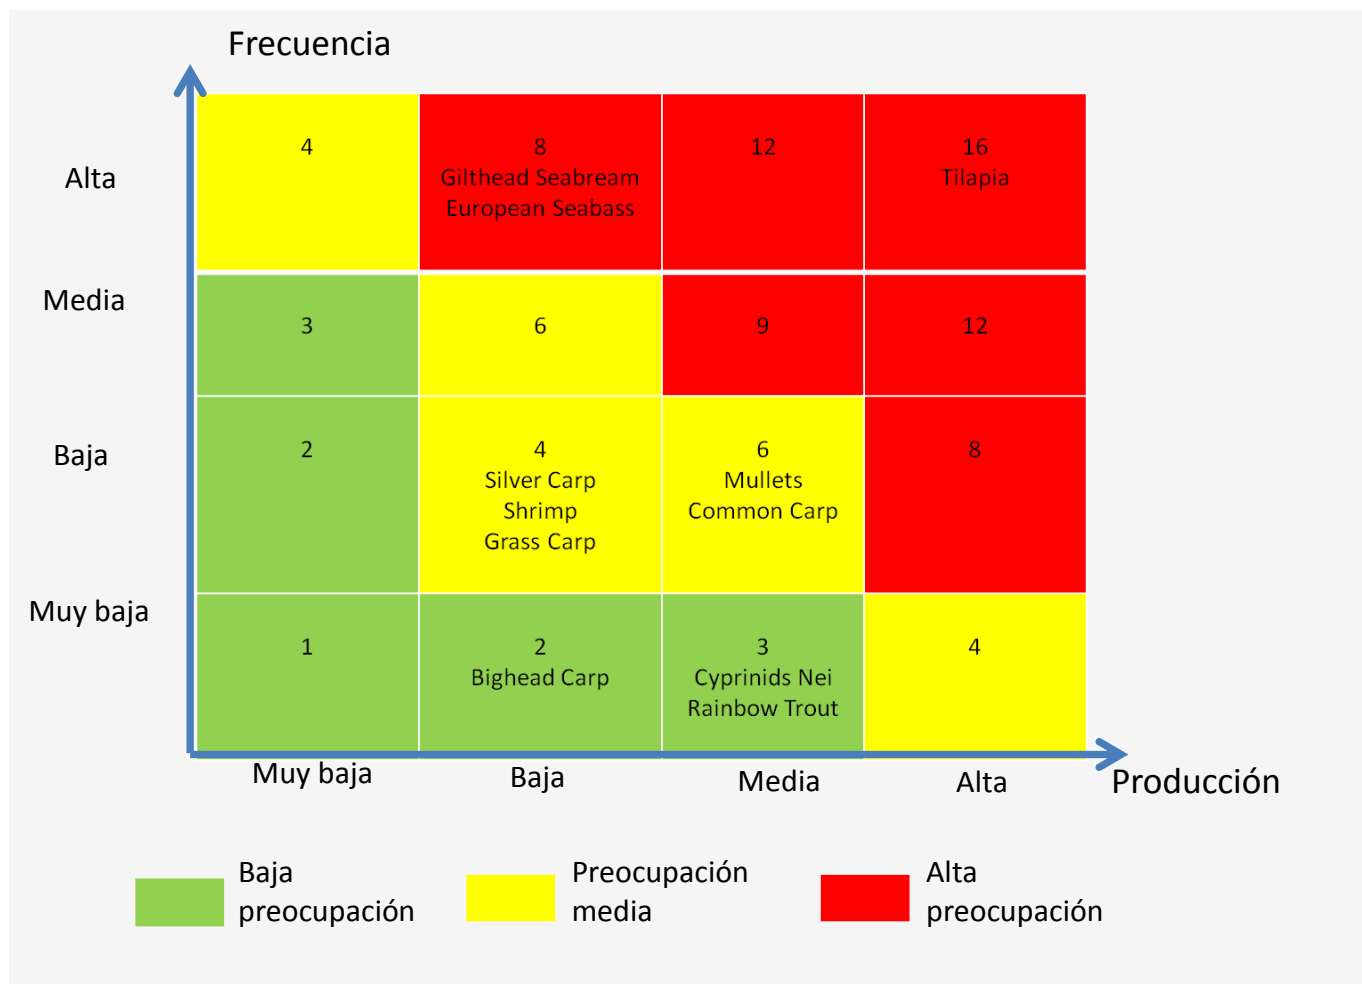 Frecuencia
Alta
4
8
Gilthead Seabream
European Seabass
12
16
Tilapia
Media
3
6
9
12
Baja
2
4
Silver Carp
Shrimp
Grass Carp
6
Mullets
Common Carp
8
Muy baja
1
2
Bighead Carp
3
Cyprinids Nei
Rainbow Trout
4
Muy baja
Baja
Media
Alta
Producción
Baja
preocupación
Preocupación
media
Alta
preocupación